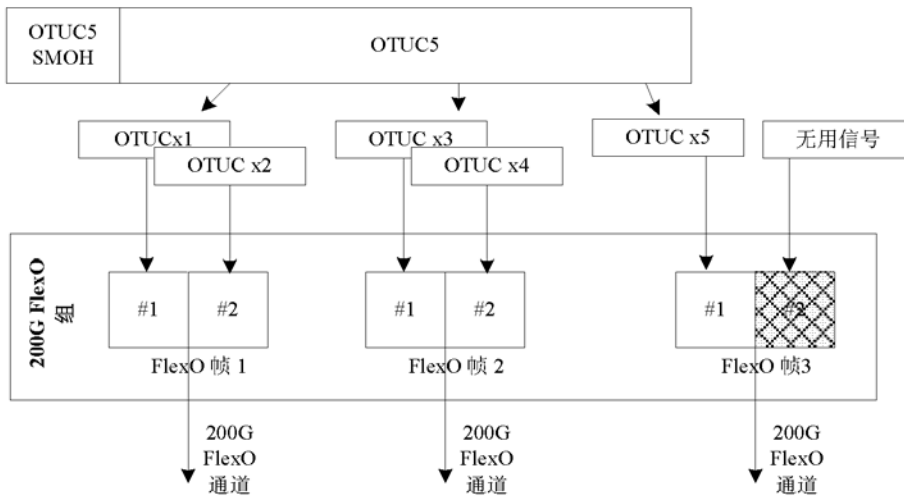 OTUC5
SMOH
OTUC5
OTUCx1
OTUC x2
OTUC x3
OTUC x4
OTUC x5
无用信号
200G FlexO
组
#1
#2
#1
#2
#1
#2
FlexO 帧 1
FlexO 帧 2
FlexO 帧3
200G
FlexO
通道
200G
FlexO
通道
200G
FlexO
通道